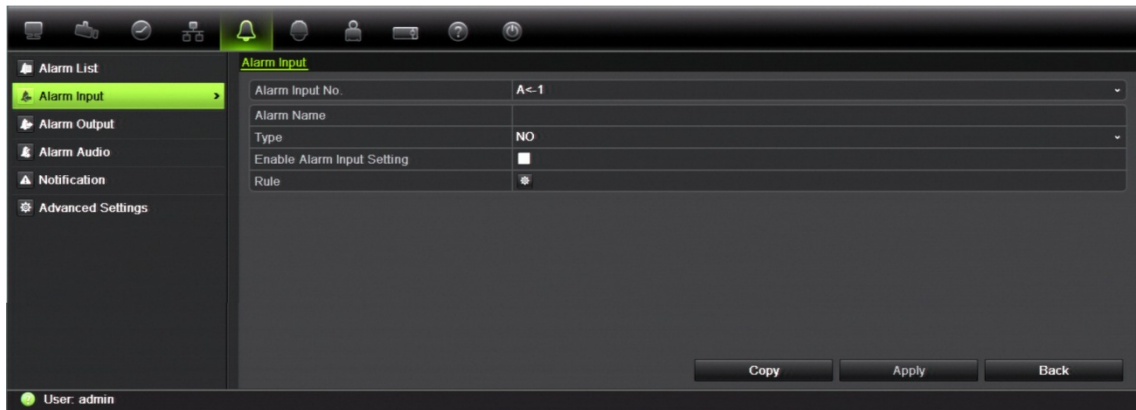 Alarm List
Alarm Input
Alarm Output
Alarm Audio
Notification
Advanced Settings
Alarm Input
Alarm Input No. A<-1
Alarm Name
Type NO
Enable Alarm Input Setting
Rule
Copy Apply Back
User: admin